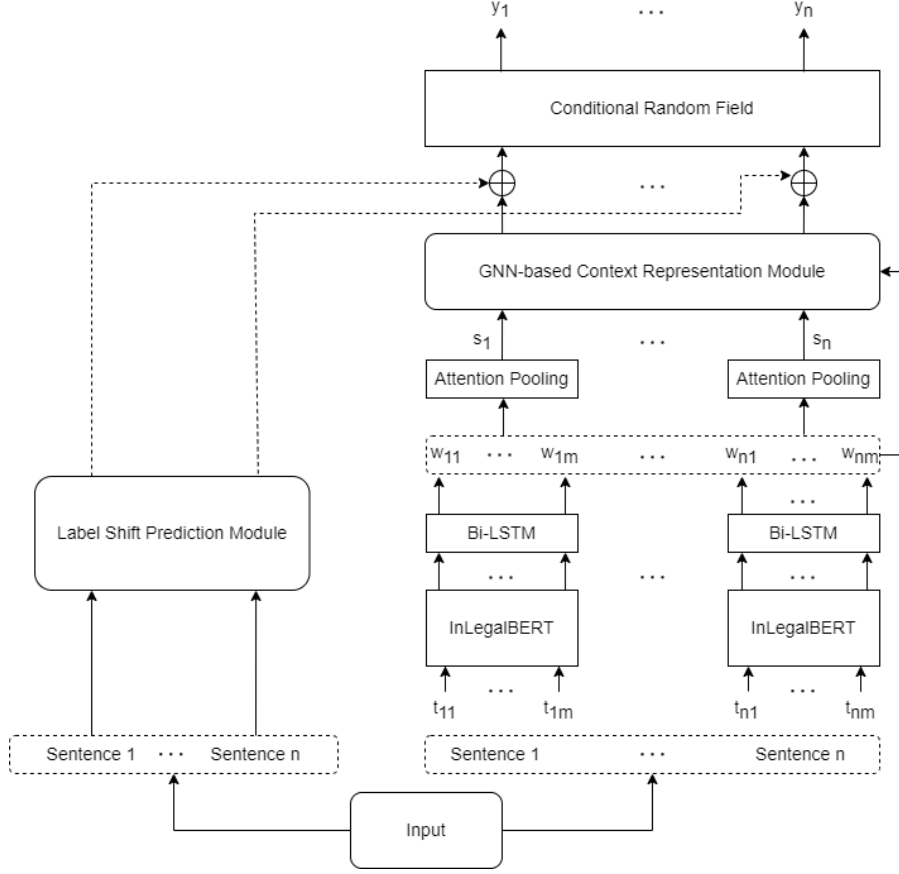 y1 ... yn
Conditional Random Field
...
GNN-based Context Representation Module
s1 ... sn
Attention Pooling Attention Pooling
w11 ... w1m ... wn1 ... wnm
...
Label Shift Prediction Module Bi-LSTM Bi-LSTM
... ... ...
InLegalBERT InLegalBERT
... ...
t11 t1m tn1 tnm
Sentence 1 ... Sentence n Sentence 1 ... Sentence n
Input